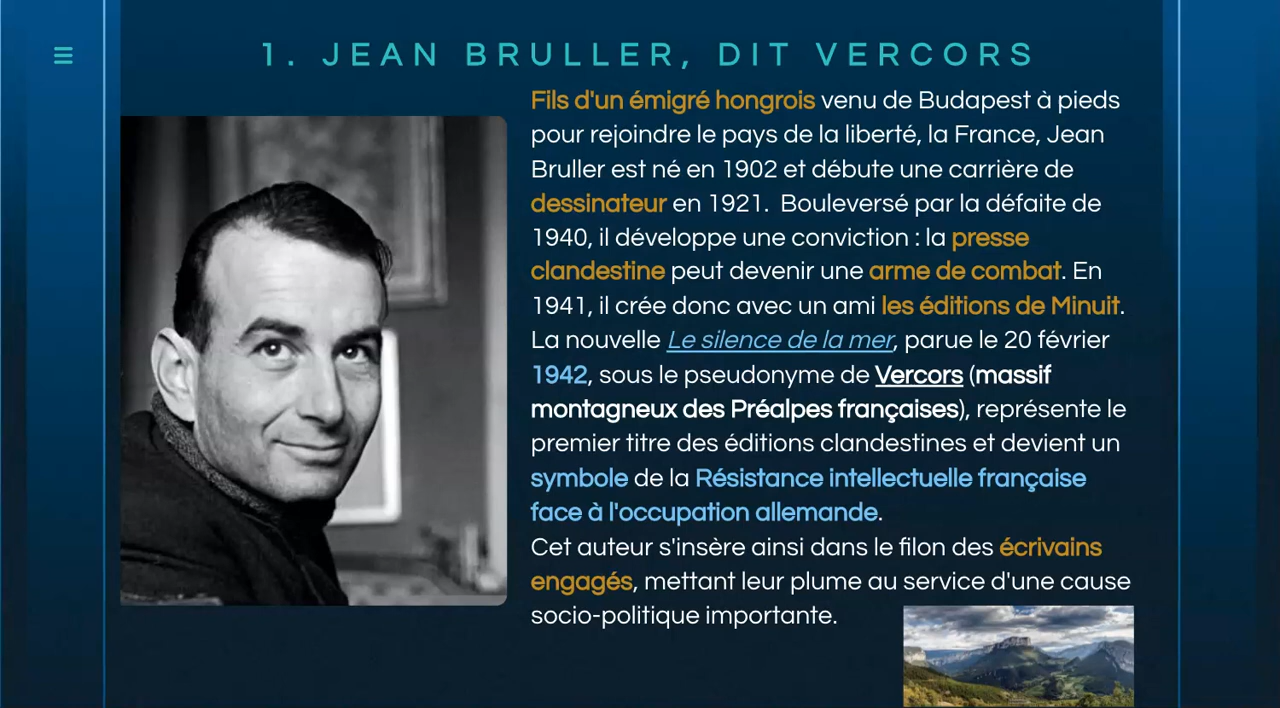 1. JEAN BRULLER, DIT VERCORS
Fils d'un émigré hongrois venu de Budapest à pieds
pour rejoindre le pays de la liberté, la France, Jean
Bruller est né en 1902 et débute une carrière de
dessinateur en 1921. Bouleversé par la défaite de
1940, il développe une conviction : la presse
clandestine peut devenir une arme de combat. En
1941, il crée donc avec un ami les éditions de Minuit.
La nouvelle Le silence de la mer, parue le 20 février
1942, sous le pseudonyme de Vercors (massif
montagneux des Préalpes françaises), représente le
premier titre des éditions clandestines et devient un
symbole de la Résistance intellectuelle française
face à l'occupation allemande.
Cet auteur s'insère ainsi dans le filon des écrivains
engagés, mettant leur plume au service d'une cause
socio-politique importante.